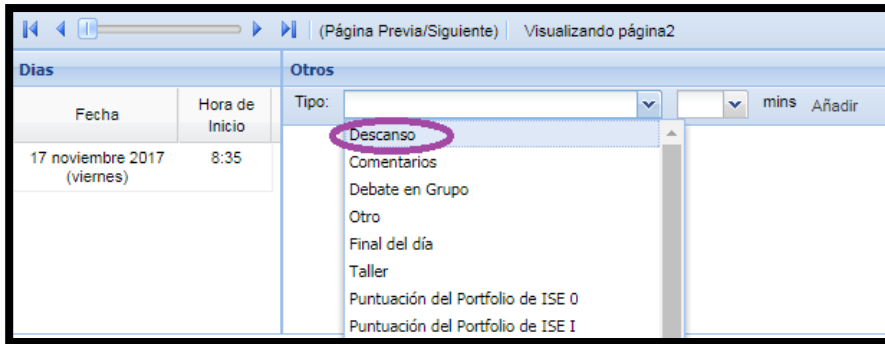 (Página Previa/Siguiente) Visualizando página2
Dias
Otros
Fecha
Hora de
Inicio
17 noviembre 2017
(viernes)
8:35
Tipo:
mins Añadir
Descanso
Comentarios
Debate en Grupo
Otro
Final del día
Taller
Puntuación del Portfolio de ISE 0
Puntuación del Portfolio de ISE I